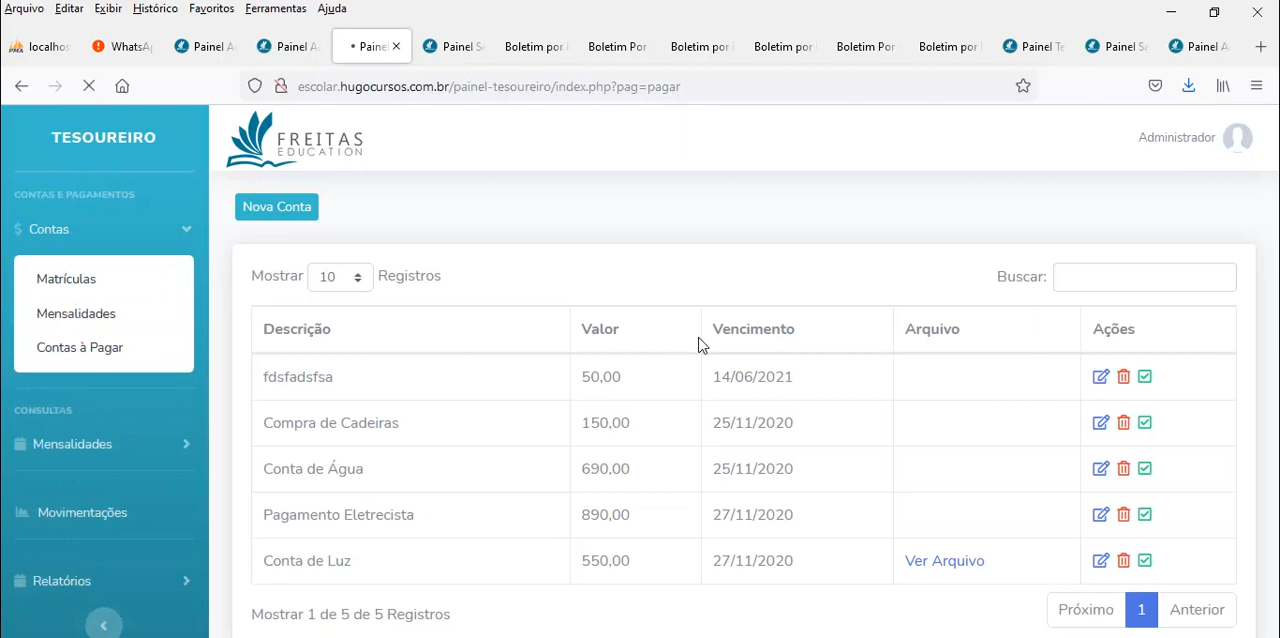 Arquivo Editar Exibir Histórico Favoritos Ferramentas Ajuda
localhos WhatsA Painel A Painel A Paine Painel S Boletim por Boletim Por Boletim por Boletim por Boletim Por Boletim por Painel T Painel S Painel A
escolar.hugocursos.com.br/painel-tesoureiro/index.php?pag=pagar
TESOUREIRO
FREITAS
EDUCATION
Administrador
CONTAS E PAGAMENTOS
Contas
Matrículas
Mensalidades
Contas à Pagar
CONSULTAS
Mensalidades
Movimentações
Relatórios
Nova Conta
Mostrar 10 Registros
Buscar:
Descrição Valor Vencimento Arquivo Ações
fdsfadsfsa 50,00 14/06/2021
Compra de Cadeiras 150,00 25/11/2020
Conta de Água 690,00 25/11/2020
Pagamento Eletrecista 890,00 27/11/2020
Conta de Luz 550,00 27/11/2020 Ver Arquivo
Mostrar 1 de 5 de 5 Registros
Próximo 1 Anterior